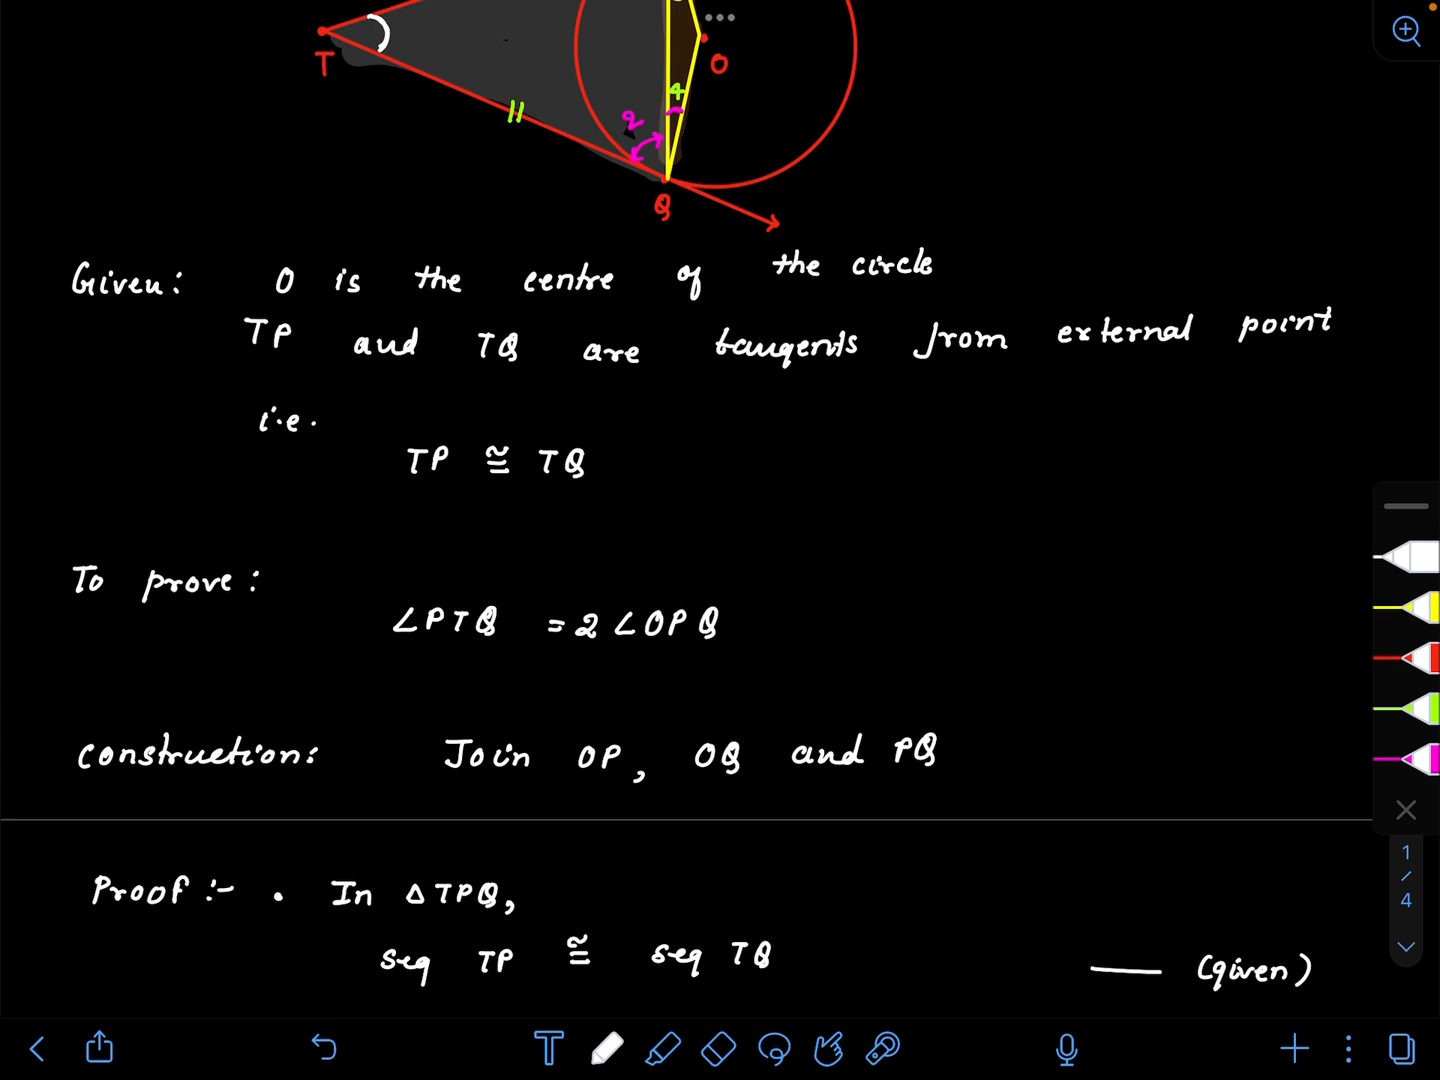 T
O
4
2
Q
Given: O is the centre of the circle
TP and TQ are tangents from external point
i.e.
TP ≅ TQ
To prove:
∠PTQ = 2 ∠OPQ
Construction: Join OP, OQ and PQ
Proof :- • In △TPQ,
seg TP ≅ seg TQ —— (given)
1
/
4
T